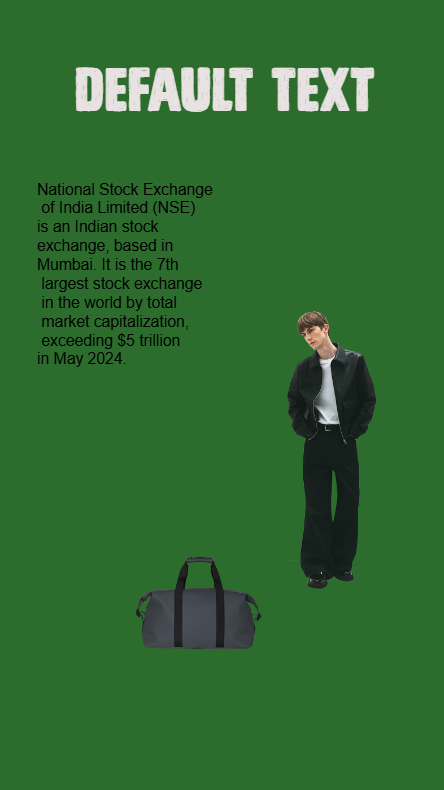 DEFAULT TEXT
National Stock Exchange
of India Limited (NSE)
is an Indian stock
exchange, based in
Mumbai. It is the 7th
largest stock exchange
in the world by total
market capitalization,
exceeding $5 trillion
in May 2024.